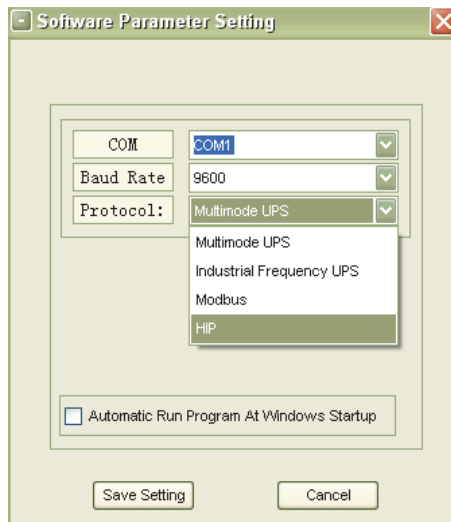 Software Parameter Setting
COM COM1
Baud Rate 9600
Protocol: Multimode UPS
Multimode UPS
Industrial Frequency UPS
Modbus
HIP
Automatic Run Program At Windows Startup
Save Setting Cancel